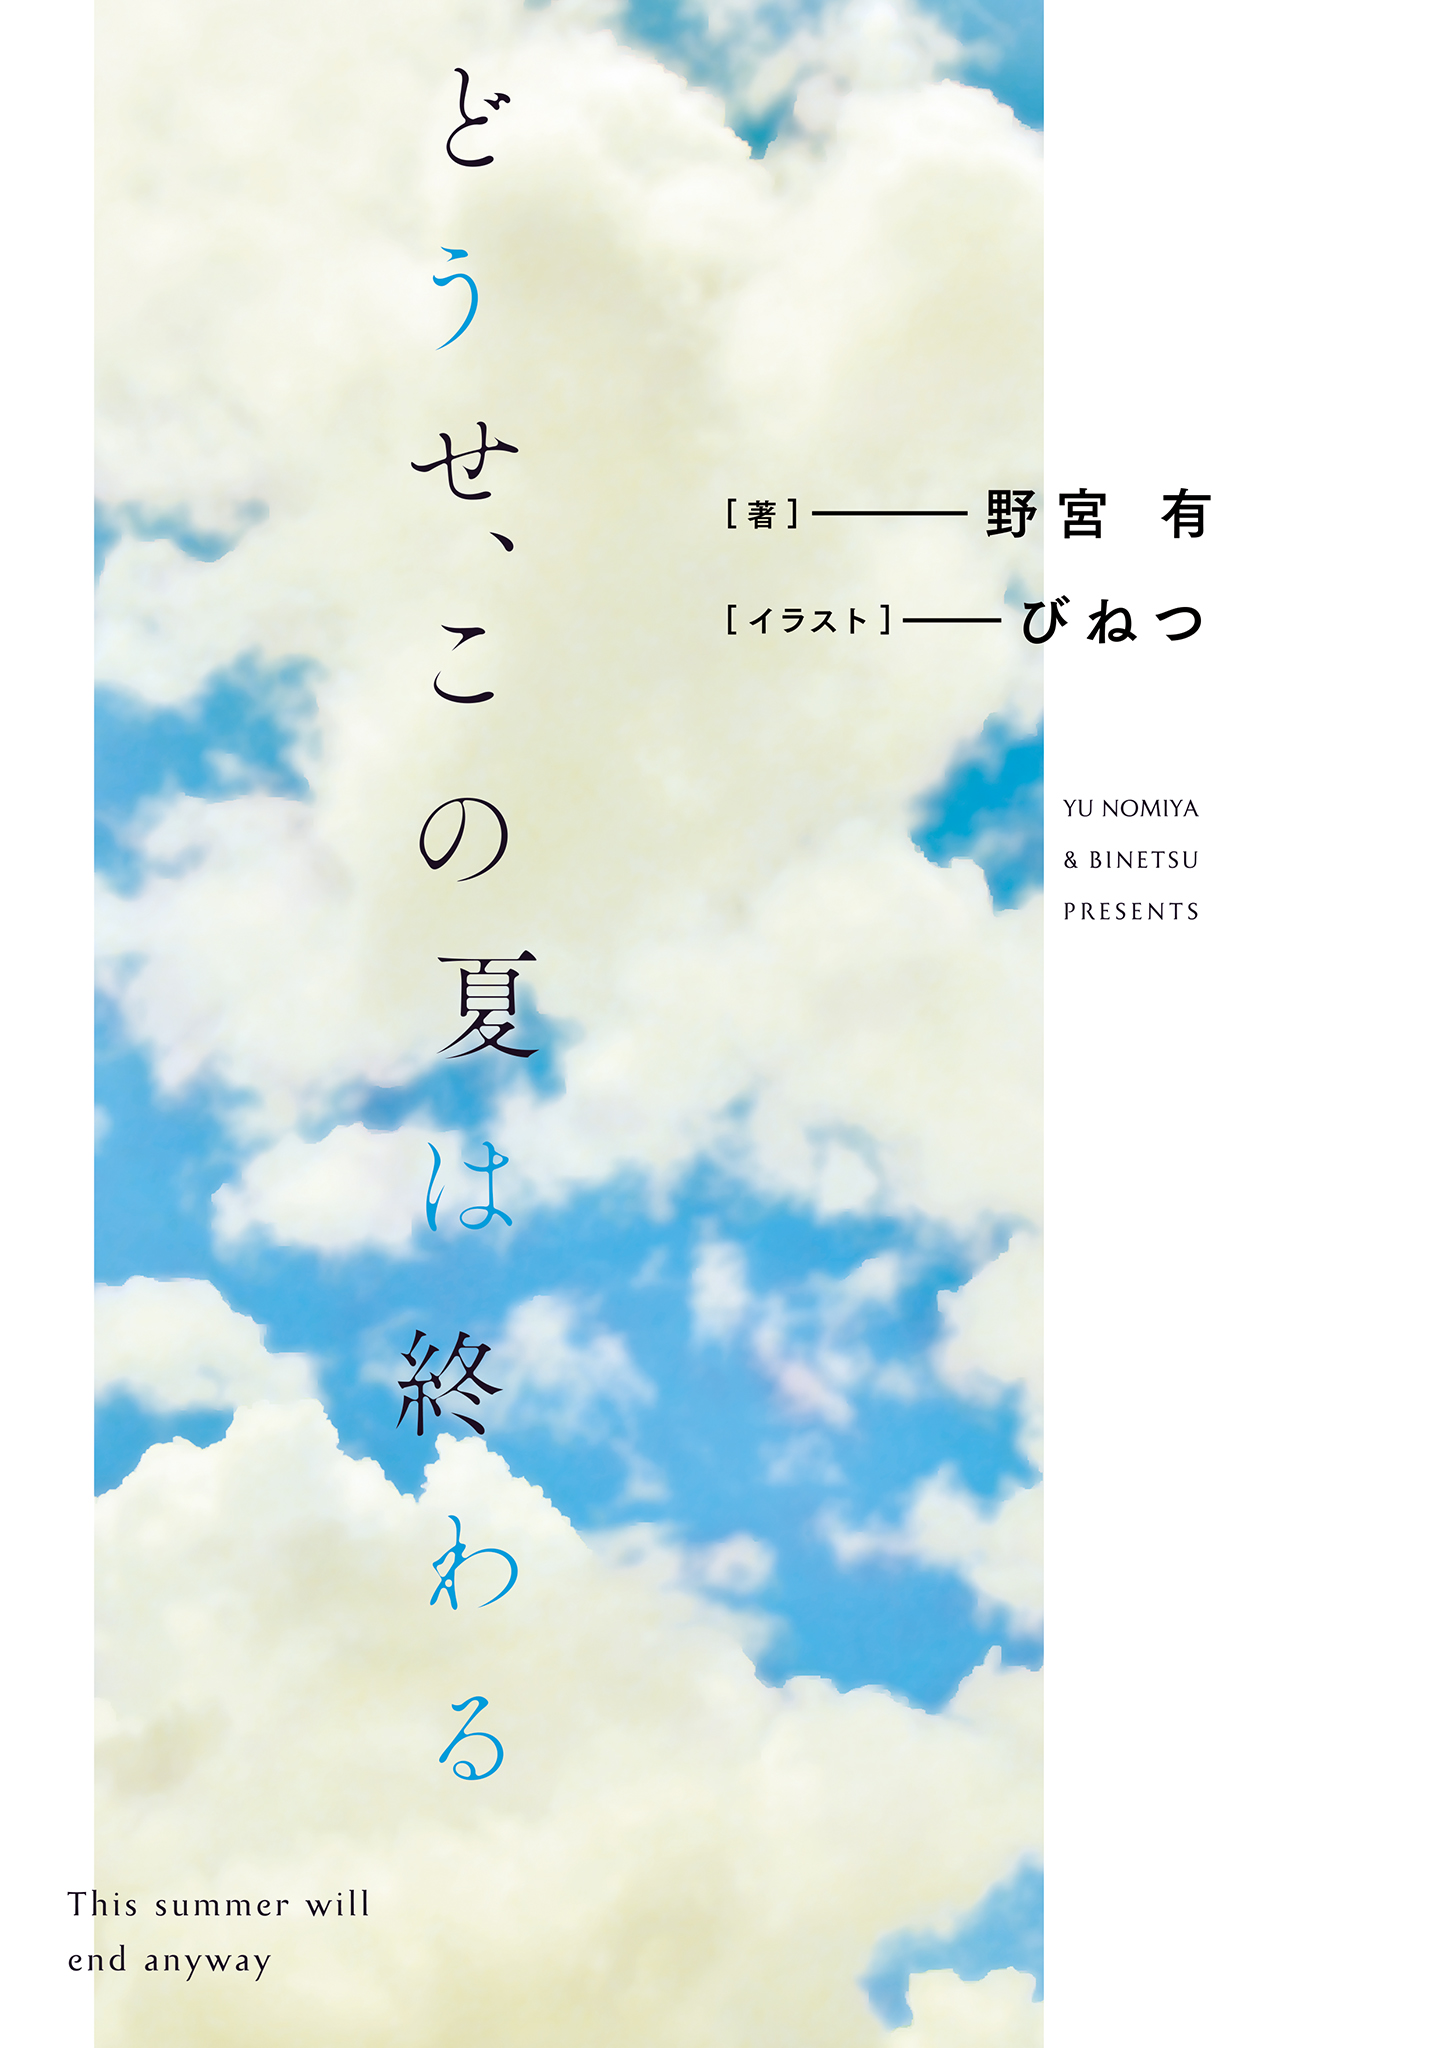 どうせ、この夏は終わる
[著]――野宮 有
[イラスト]――びねつ
YU NOMIYA
& BINETSU
PRESENTS
This summer will
end anyway